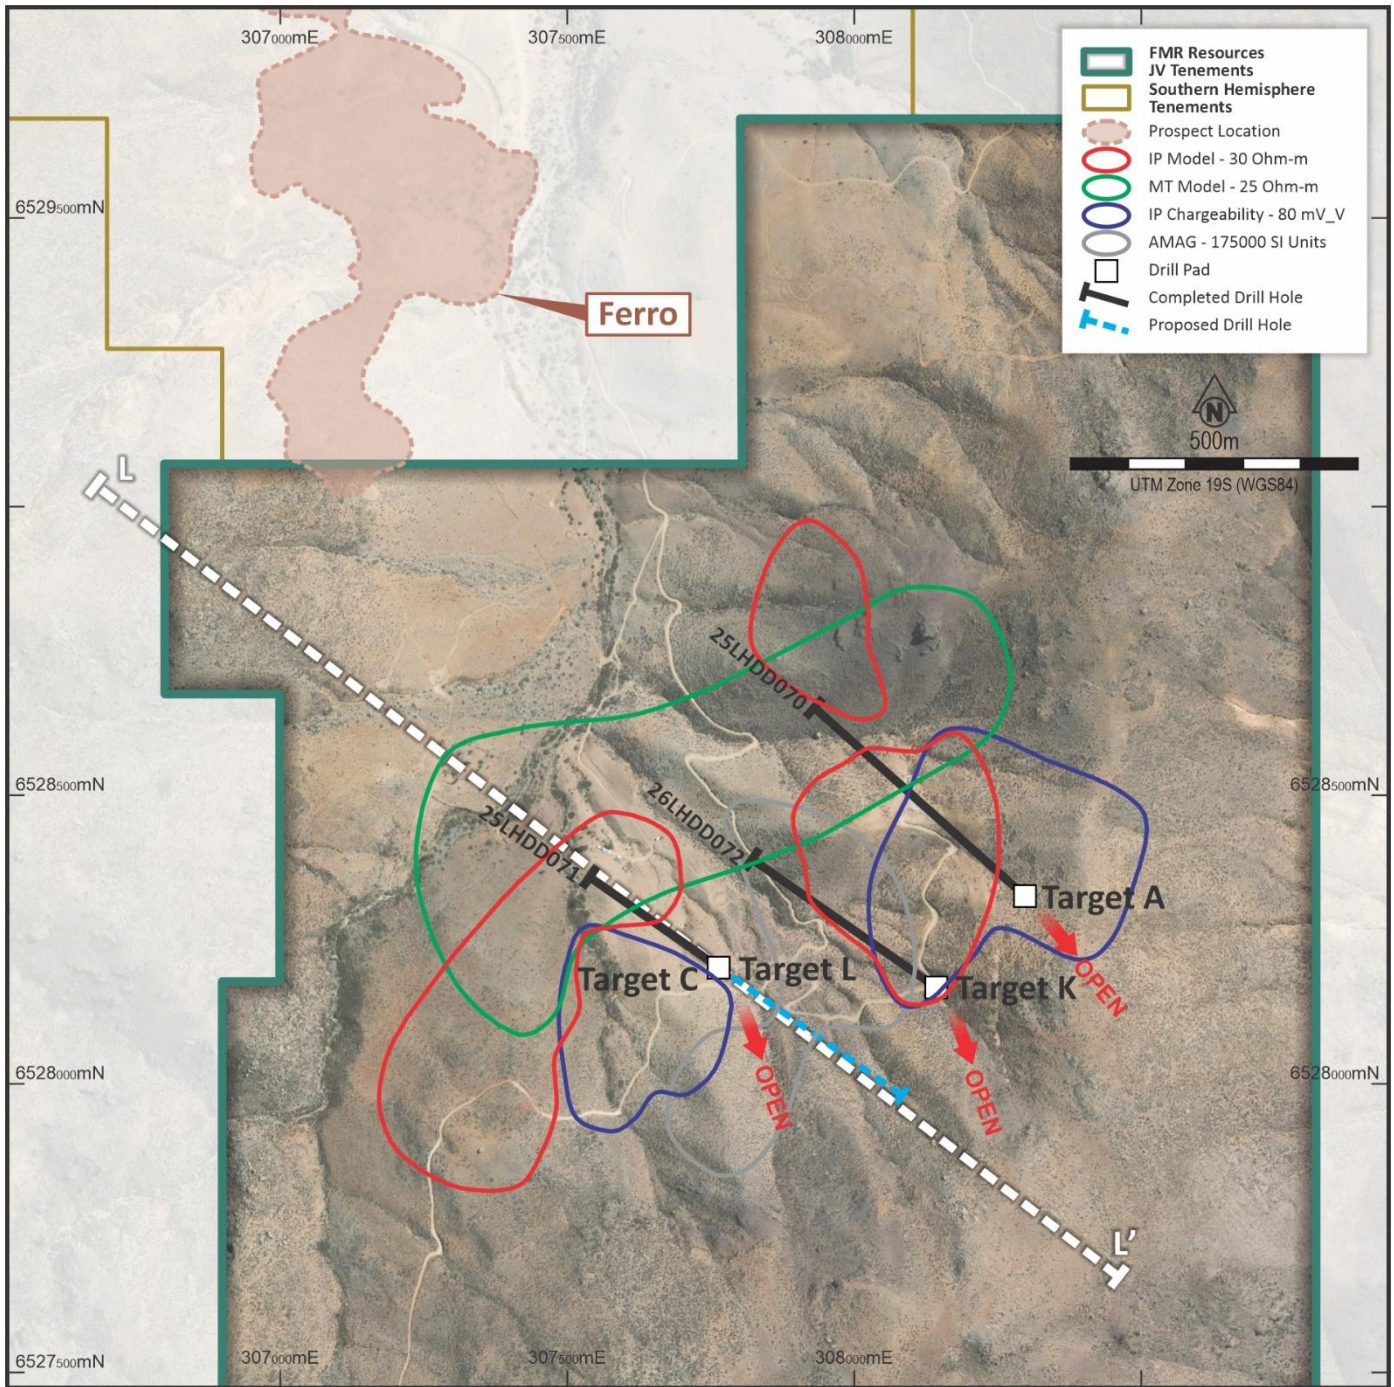 307000mE
307500mE
308000mE
FMR Resources
JV Tenements
Southern Hemisphere
Tenements
Prospect Location
IP Model - 30 Ohm-m
MT Model - 25 Ohm-m
IP Chargeability - 80 mV_V
AMAG - 175000 SI Units
Drill Pad
Completed Drill Hole
Proposed Drill Hole
6529500mN
Ferro
N
500m
UTM Zone 19S (WGS84)
L
25LHDD070
6528500mN
6528500mN
26LHDD072
25LHDD071
Target A
Target C
Target L
Target K
OPEN
OPEN
OPEN
6528000mN
6528000mN
L'
6527500mN
307000mE
307500mE
308000mE